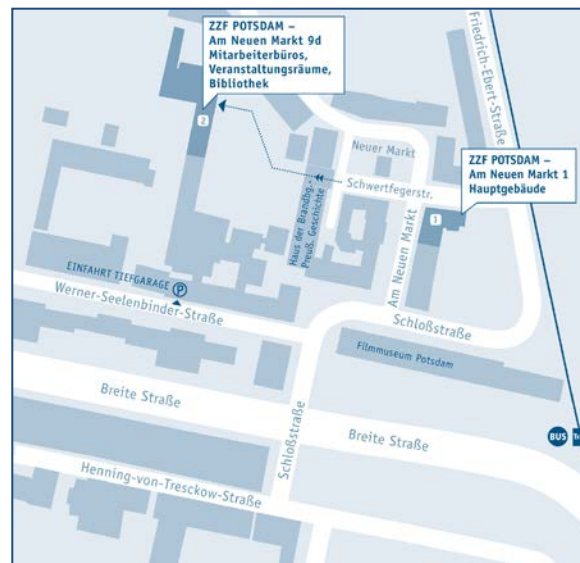 ZZF POTSDAM –
Am Neuen Markt 9d
Mitarbeiterbüros,
Veranstaltungsräume,
Bibliothek
Friedrich-Ebert-Straße
2
Neuer Markt
ZZF POTSDAM –
Am Neuen Markt 1
Hauptgebäude
Schwertfegerstr.
1
Haus der Brandbg.-
Preuß. Geschichte
Am Neuen Markt
EINFAHRT TIEFGARAGE P
Werner-Seelenbinder-Straße
Schloßstraße
Filmmuseum Potsdam
Breite Straße
Breite Straße
BUS
Schloßstraße
Henning-von-Tresckow-Straße